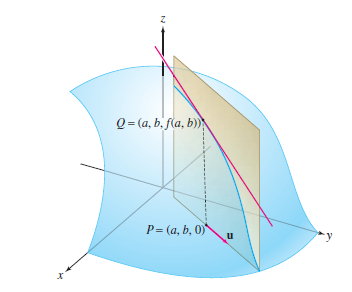 z
Q = (a, b, f(a, b))
P = (a, b, 0)
u
y
x